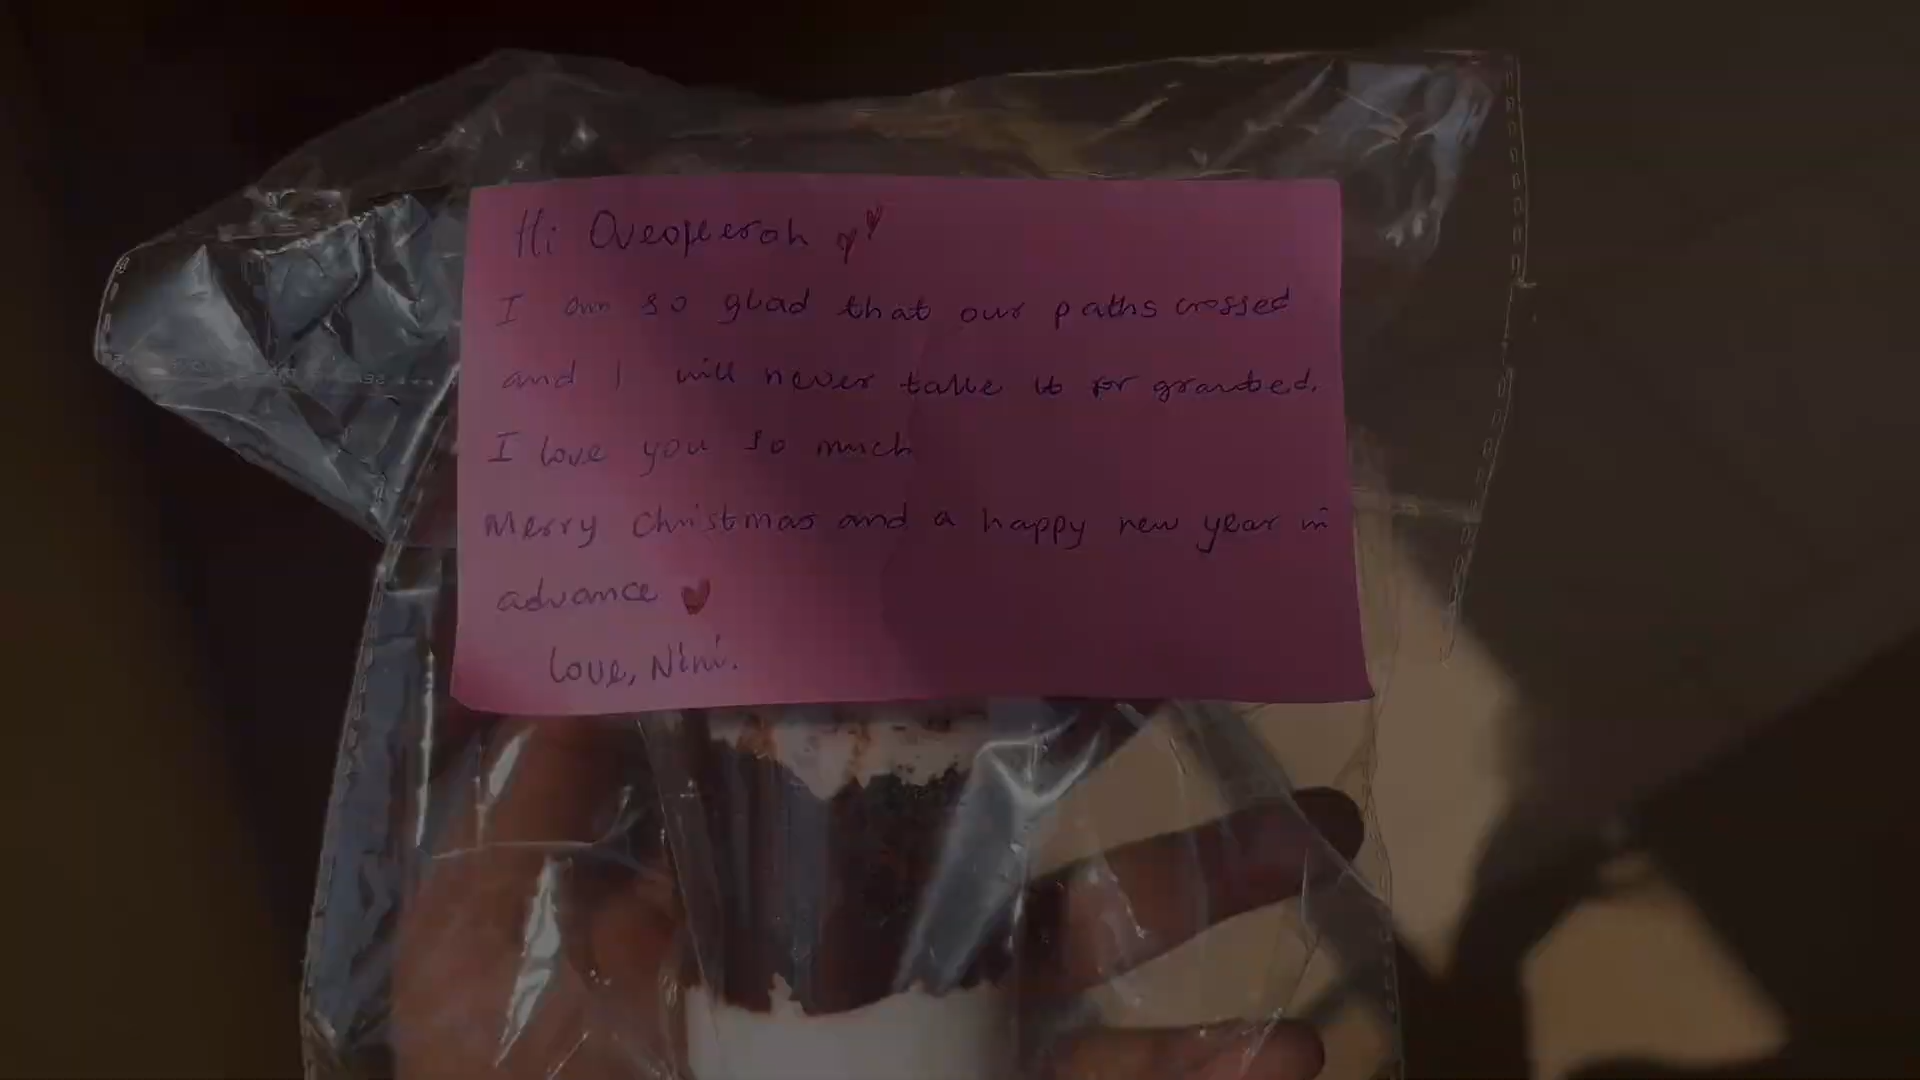 Hi Oveofeerah
I am so glad that our paths crossed
and I will never take it for granted.
I love you so much
Merry Christmas and a happy new year in
advance
Love, Nini.